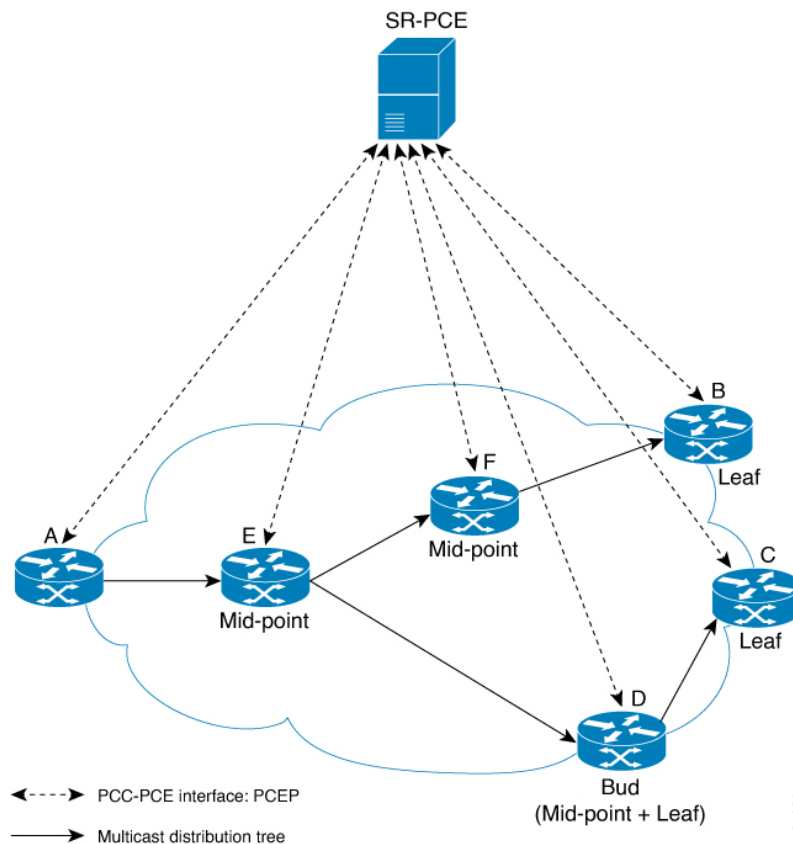 SR-PCE
B
Leaf
F
Mid-point
A
E
Mid-point
C
Leaf
D
Bud
(Mid-point + Leaf)
PCC-PCE interface: PCEP
Multicast distribution tree